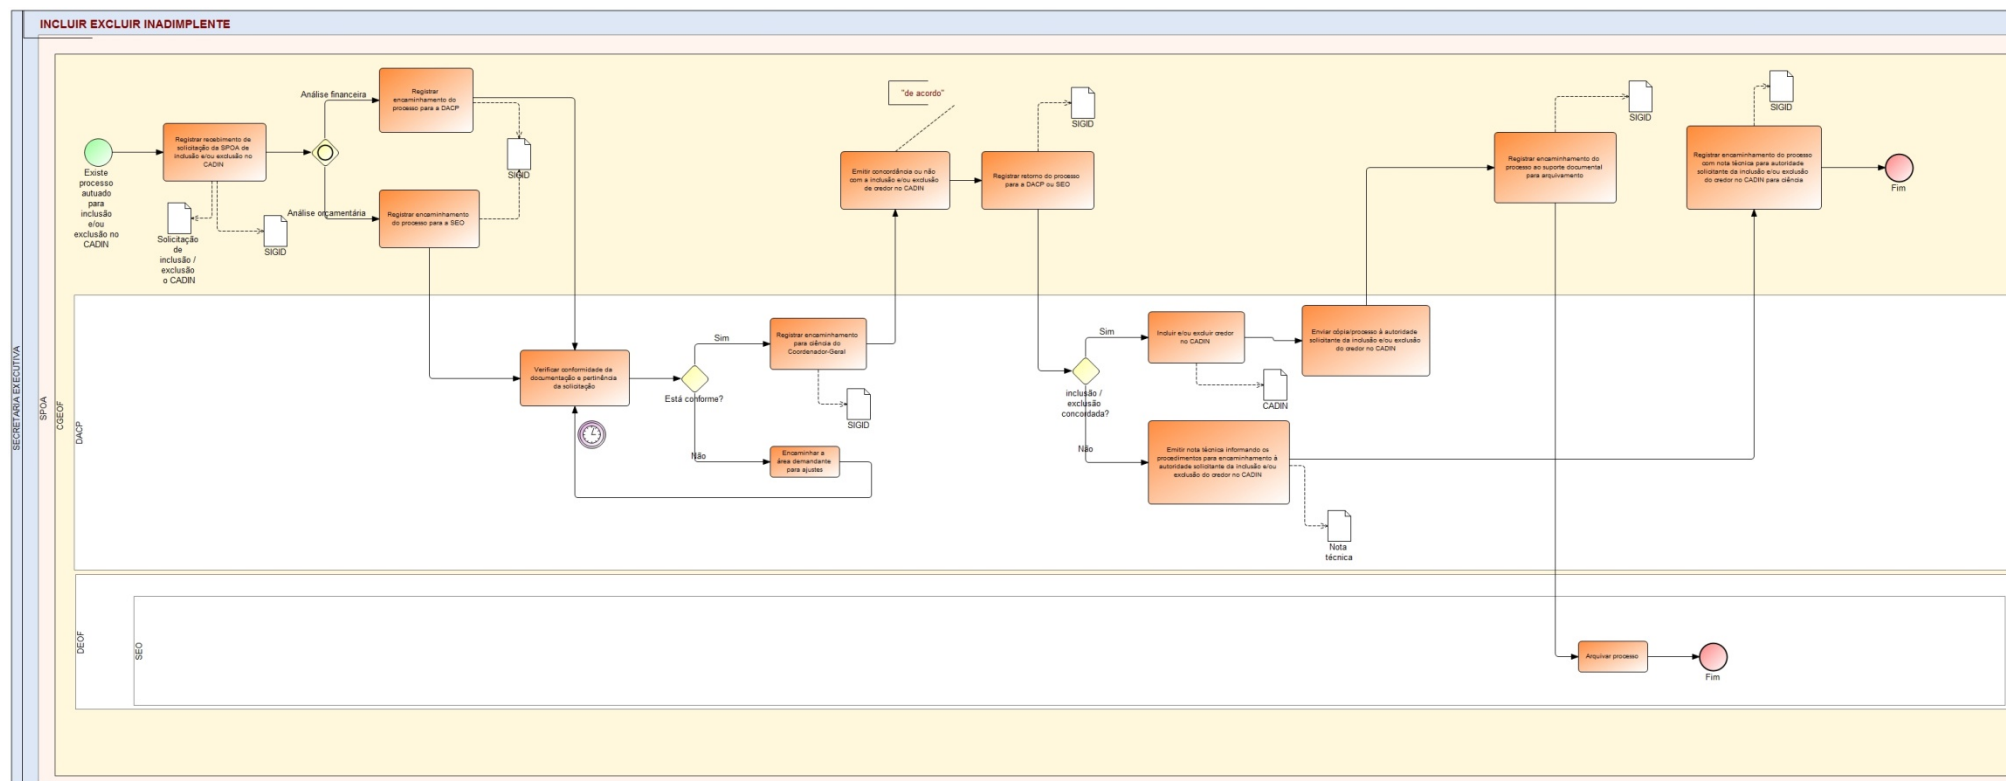 INCLUIR EXCLUIR INADIMPLENTE
SECRETARIA EXECUTIVA
SPOA
CGEOF
DACP
DEOF
SEO
Existe
processo
autuado
para
inclusão
e/ou
exclusão no
CADIN
Registrar recebimento de
solicitação da SPOA de
inclusão e/ou exclusão no
CADIN
Solicitação
de
inclusão /
exclusão
o CADIN
SIGID
Análise financeira
Análise orçamentária
Registrar
encaminhamento do
processo para a DACP
Registrar encaminhamento
do processo para a SEO
SIGID
Verificar conformidade da
documentação e pertinência
da solicitação
Está conforme?
Sim
Não
Registrar encaminhamento
para ciência do
Coordenador-Geral
SIGID
Encaminhar a
área demandante
para ajustes
"de acordo"
Emitir concordância ou não
com a inclusão e/ou exclusão
de credor no CADIN
Registrar retorno do processo
para a DACP ou SEO
SIGID
inclusão /
exclusão
concordada?
Sim
Não
Incluir e/ou excluir credor
no CADIN
CADIN
Enviar cópia/processo à autoridade
solicitante da inclusão e/ou exclusão
do credor no CADIN
Emitir nota técnica informando os
procedimentos para encaminhamento à
autoridade solicitante da inclusão e/ou
exclusão do credor no CADIN
Nota
técnica
Registrar encaminhamento do
processo ao suporte documental
para arquivamento
SIGID
Registrar encaminhamento do processo
com nota técnica para autoridade
solicitante da inclusão e/ou exclusão
do credor no CADIN para ciência
SIGID
Fim
Arquivar processo
Fim